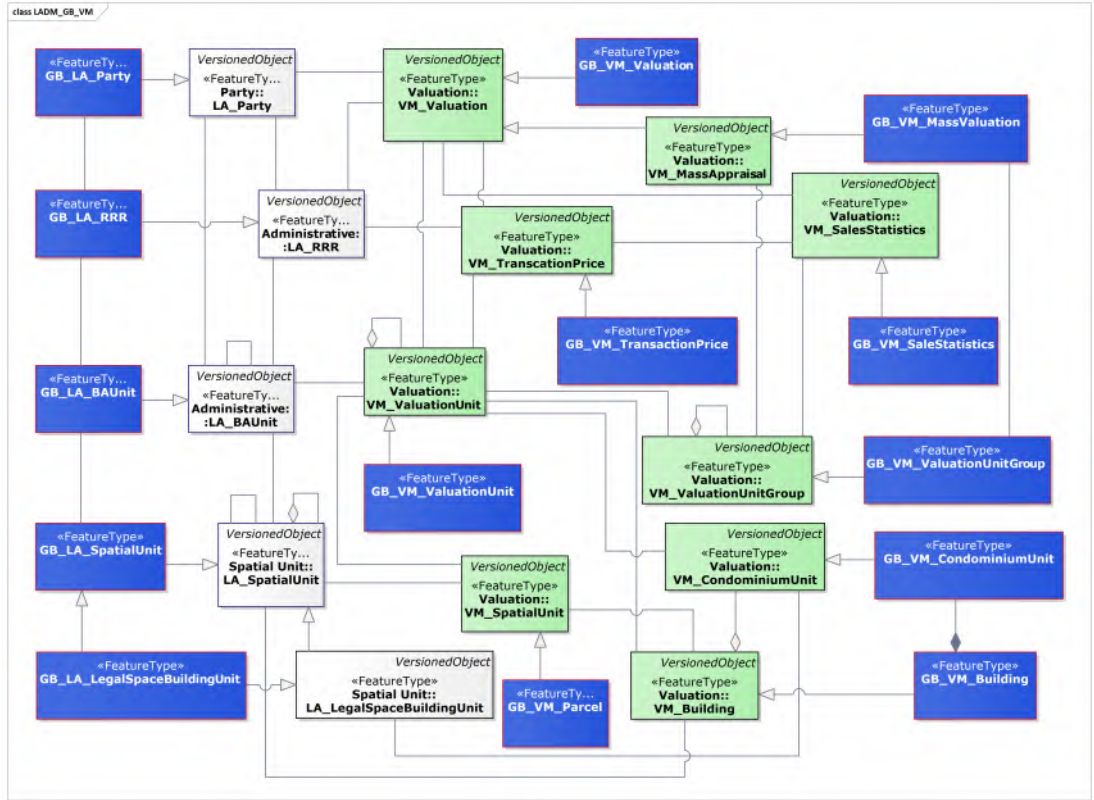 class LADM_GB_VM
«FeatureTy...
GB_LA_Party
VersionedObject
«FeatureTy...
Party::
LA_Party
VersionedObject
«FeatureType»
Valuation::
VM_Valuation
«FeatureType»
GB_VM_Valuation
VersionedObject
«FeatureType»
Valuation::
VM_MassAppraisal
«FeatureType»
GB_VM_MassValuation
«FeatureTy...
GB_LA_RRR
VersionedObject
«FeatureTy...
Administrative:
:LA_RRR
VersionedObject
«FeatureType»
Valuation::
VM_TranscationPrice
VersionedObject
«FeatureType»
Valuation::
VM_SalesStatistics
«FeatureType»
GB_VM_TransactionPrice
«FeatureType»
GB_VM_SaleStatistics
«FeatureTy...
GB_LA_BAUnit
VersionedObject
«FeatureTy...
Administrative:
:LA_BAUnit
VersionedObject
«FeatureType»
Valuation::
VM_ValuationUnit
«FeatureType»
GB_VM_ValuationUnit
VersionedObject
«FeatureType»
Valuation::
VM_ValuationUnitGroup
«FeatureType»
GB_VM_ValuationUnitGroup
«FeatureType»
GB_LA_SpatialUnit
VersionedObject
«FeatureTy...
Spatial Unit::
LA_SpatialUnit
VersionedObject
«FeatureType»
Valuation::
VM_SpatialUnit
VersionedObject
«FeatureType»
Valuation::
VM_CondominiumUnit
«FeatureType»
GB_VM_CondominiumUnit
«FeatureType»
GB_LA_LegalSpaceBuildingUnit
VersionedObject
«FeatureType»
Spatial Unit::
LA_LegalSpaceBuildingUnit
«FeatureTy...
GB_VM_Parcel
VersionedObject
«FeatureType»
Valuation::
VM_Building
«FeatureType»
GB_VM_Building